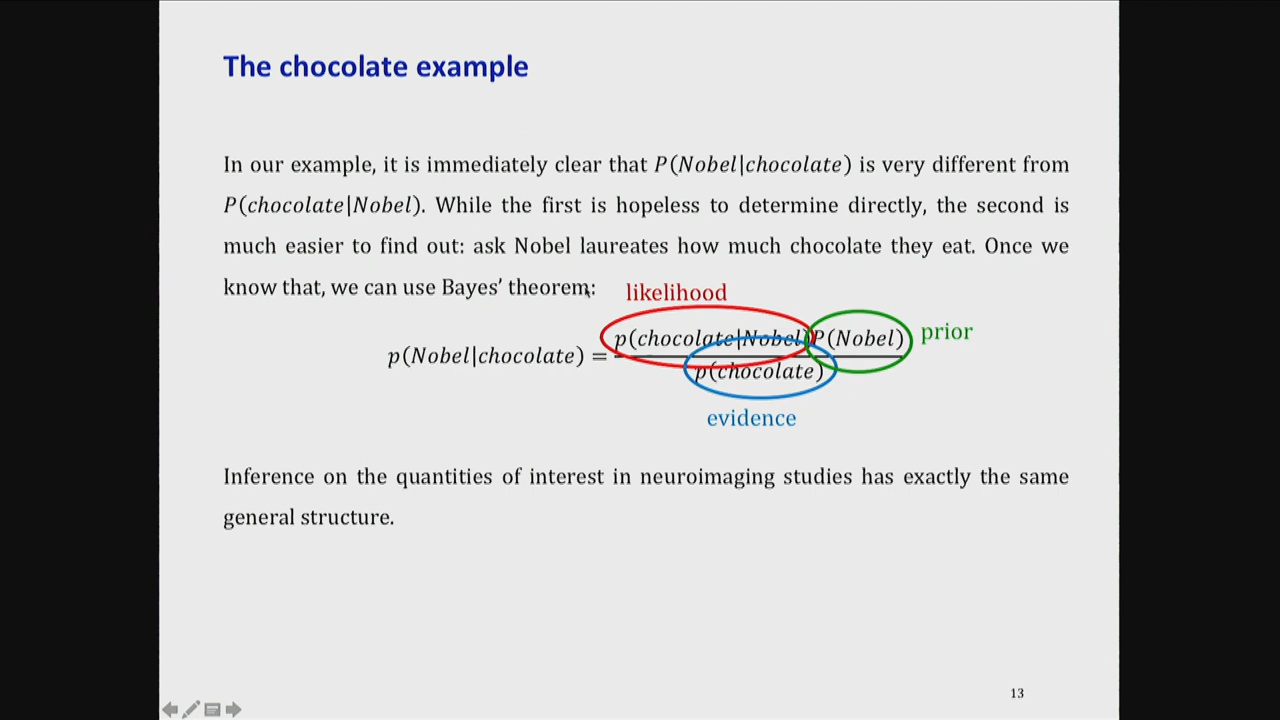 The chocolate example
In our example, it is immediately clear that P(Nobel|chocolate) is very different from
P(chocolate|Nobel). While the first is hopeless to determine directly, the second is
much easier to find out: ask Nobel laureates how much chocolate they eat. Once we
know that, we can use Bayes’ theorem:
likelihood
p(Nobel|chocolate) = p(chocolate|Nobel)P(Nobel)
prior
p(chocolate)
evidence
Inference on the quantities of interest in neuroimaging studies has exactly the same
general structure.
13